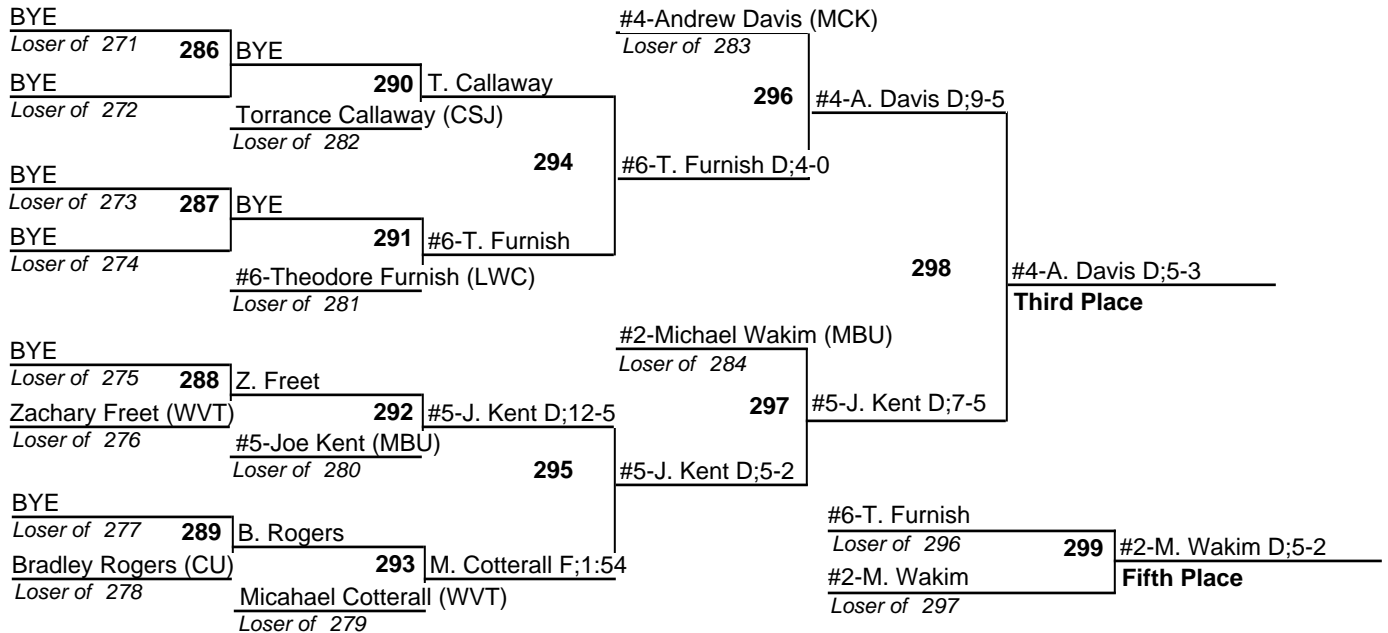 BYE
Loser of 271
286
BYE
BYE
Loser of 272
290
T. Callaway
Torrance Callaway (CSJ)
Loser of 282
BYE
Loser of 273
287
BYE
BYE
Loser of 274
291
#6-T. Furnish
#6-Theodore Furnish (LWC)
Loser of 281
294
#6-T. Furnish D;4-0
#4-Andrew Davis (MCK)
Loser of 283
296
#4-A. Davis D;9-5
BYE
Loser of 275
288
Z. Freet
Zachary Freet (WVT)
Loser of 276
292
#5-J. Kent D;12-5
#5-Joe Kent (MBU)
Loser of 280
BYE
Loser of 277
289
B. Rogers
Bradley Rogers (CU)
Loser of 278
293
M. Cotterall F;1:54
Micahael Cotterall (WVT)
Loser of 279
295
#5-J. Kent D;5-2
#2-Michael Wakim (MBU)
Loser of 284
297
#5-J. Kent D;7-5
298
#4-A. Davis D;5-3
Third Place
#6-T. Furnish
Loser of 296
299
#2-M. Wakim D;5-2
#2-M. Wakim
Fifth Place
Loser of 297